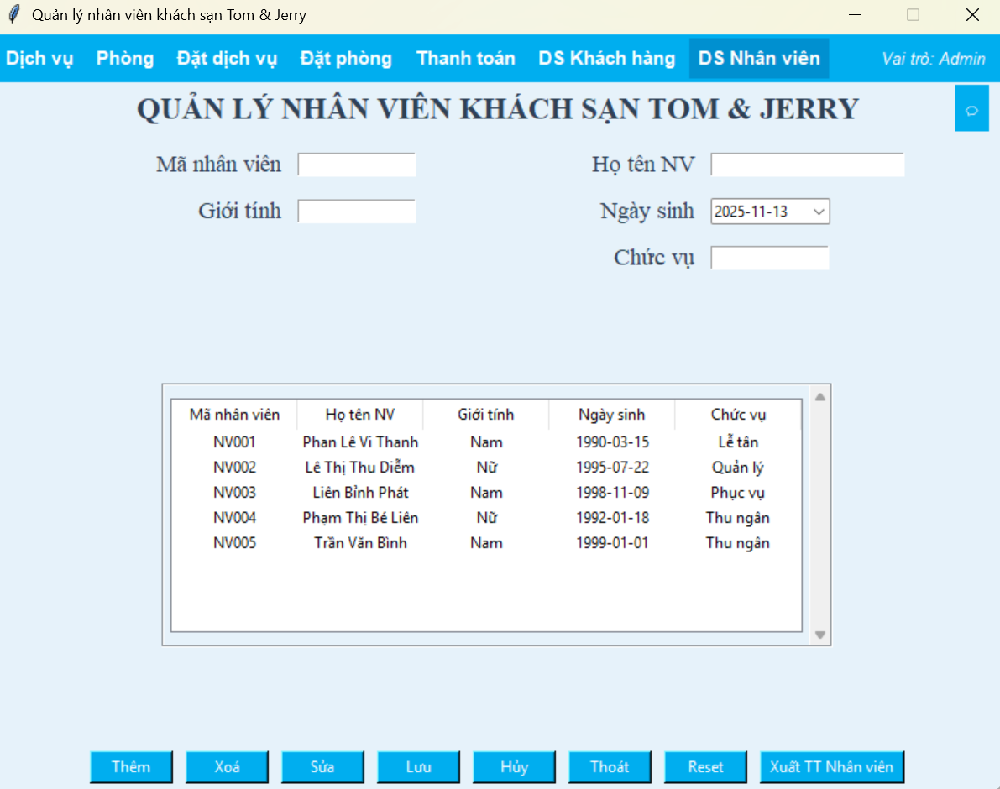 Quản lý nhân viên khách sạn Tom & Jerry
Dịch vụ Phòng Đặt dịch vụ Đặt phòng Thanh toán DS Khách hàng DS Nhân viên Vai trò: Admin
QUẢN LÝ NHÂN VIÊN KHÁCH SẠN TOM & JERRY
Mã nhân viên Họ tên NV
Giới tính Ngày sinh 2025-11-13
Chức vụ
Mã nhân viên Họ tên NV Giới tính Ngày sinh Chức vụ
NV001 Phan Lê Vi Thanh Nam 1990-03-15 Lễ tân
NV002 Lê Thị Thu Diễm Nữ 1995-07-22 Quản lý
NV003 Liên Bỉnh Phát Nam 1998-11-09 Phục vụ
NV004 Phạm Thị Bé Liên Nữ 1992-01-18 Thu ngân
NV005 Trần Văn Bình Nam 1999-01-01 Thu ngân
Thêm Xoá Sửa Lưu Hủy Thoát Reset Xuất TT Nhân viên